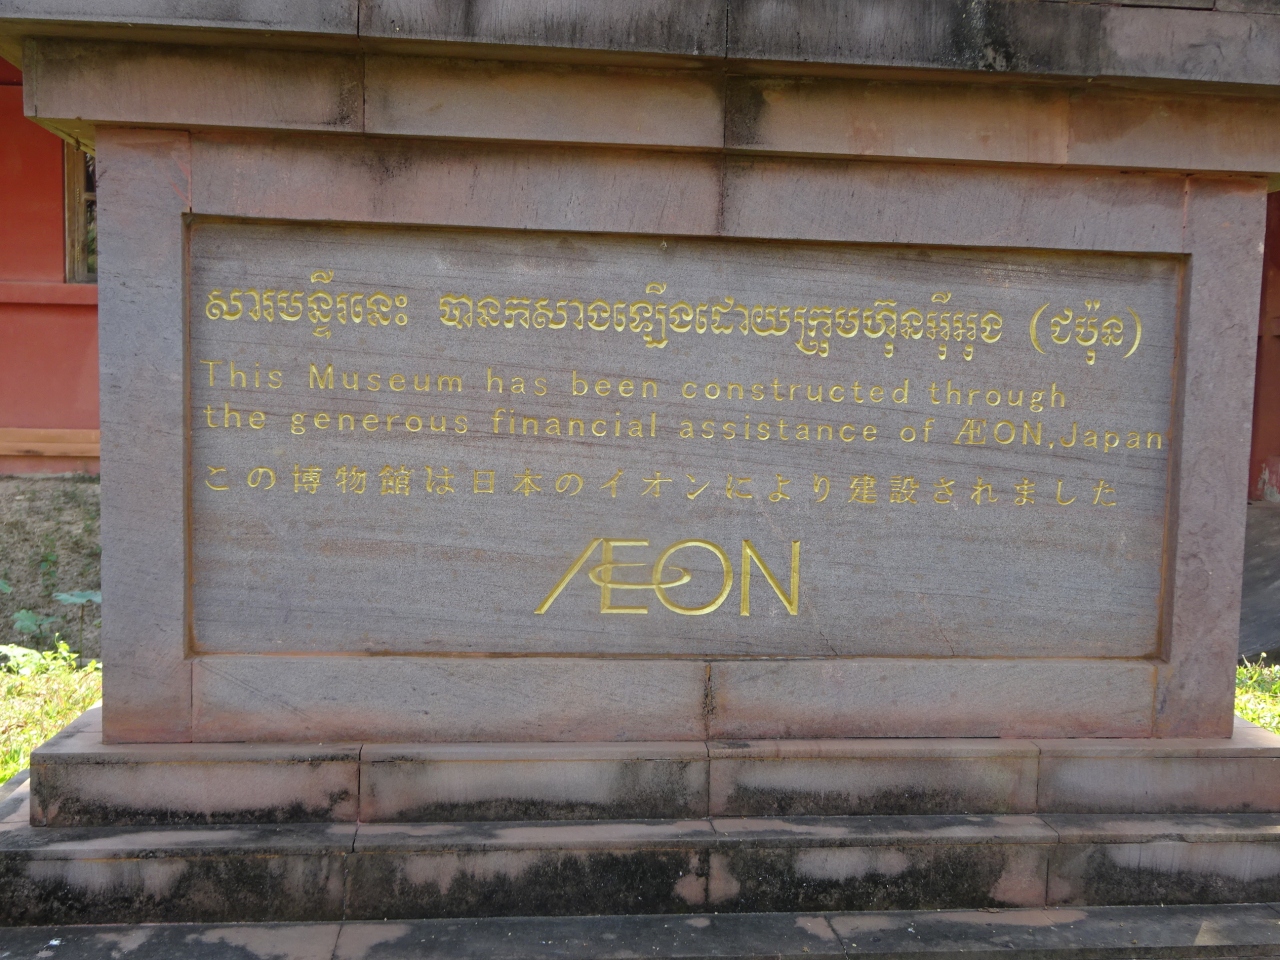 សារមន្ទីរនេះ បានកសាងឡើងដោយក្រុមហ៊ុនអ៊ីអុង (ជប៉ុន)
This Museum has been constructed through
the generous financial assistance of ÆON, Japan
この博物館は日本のイオンにより建設されました
ÆON